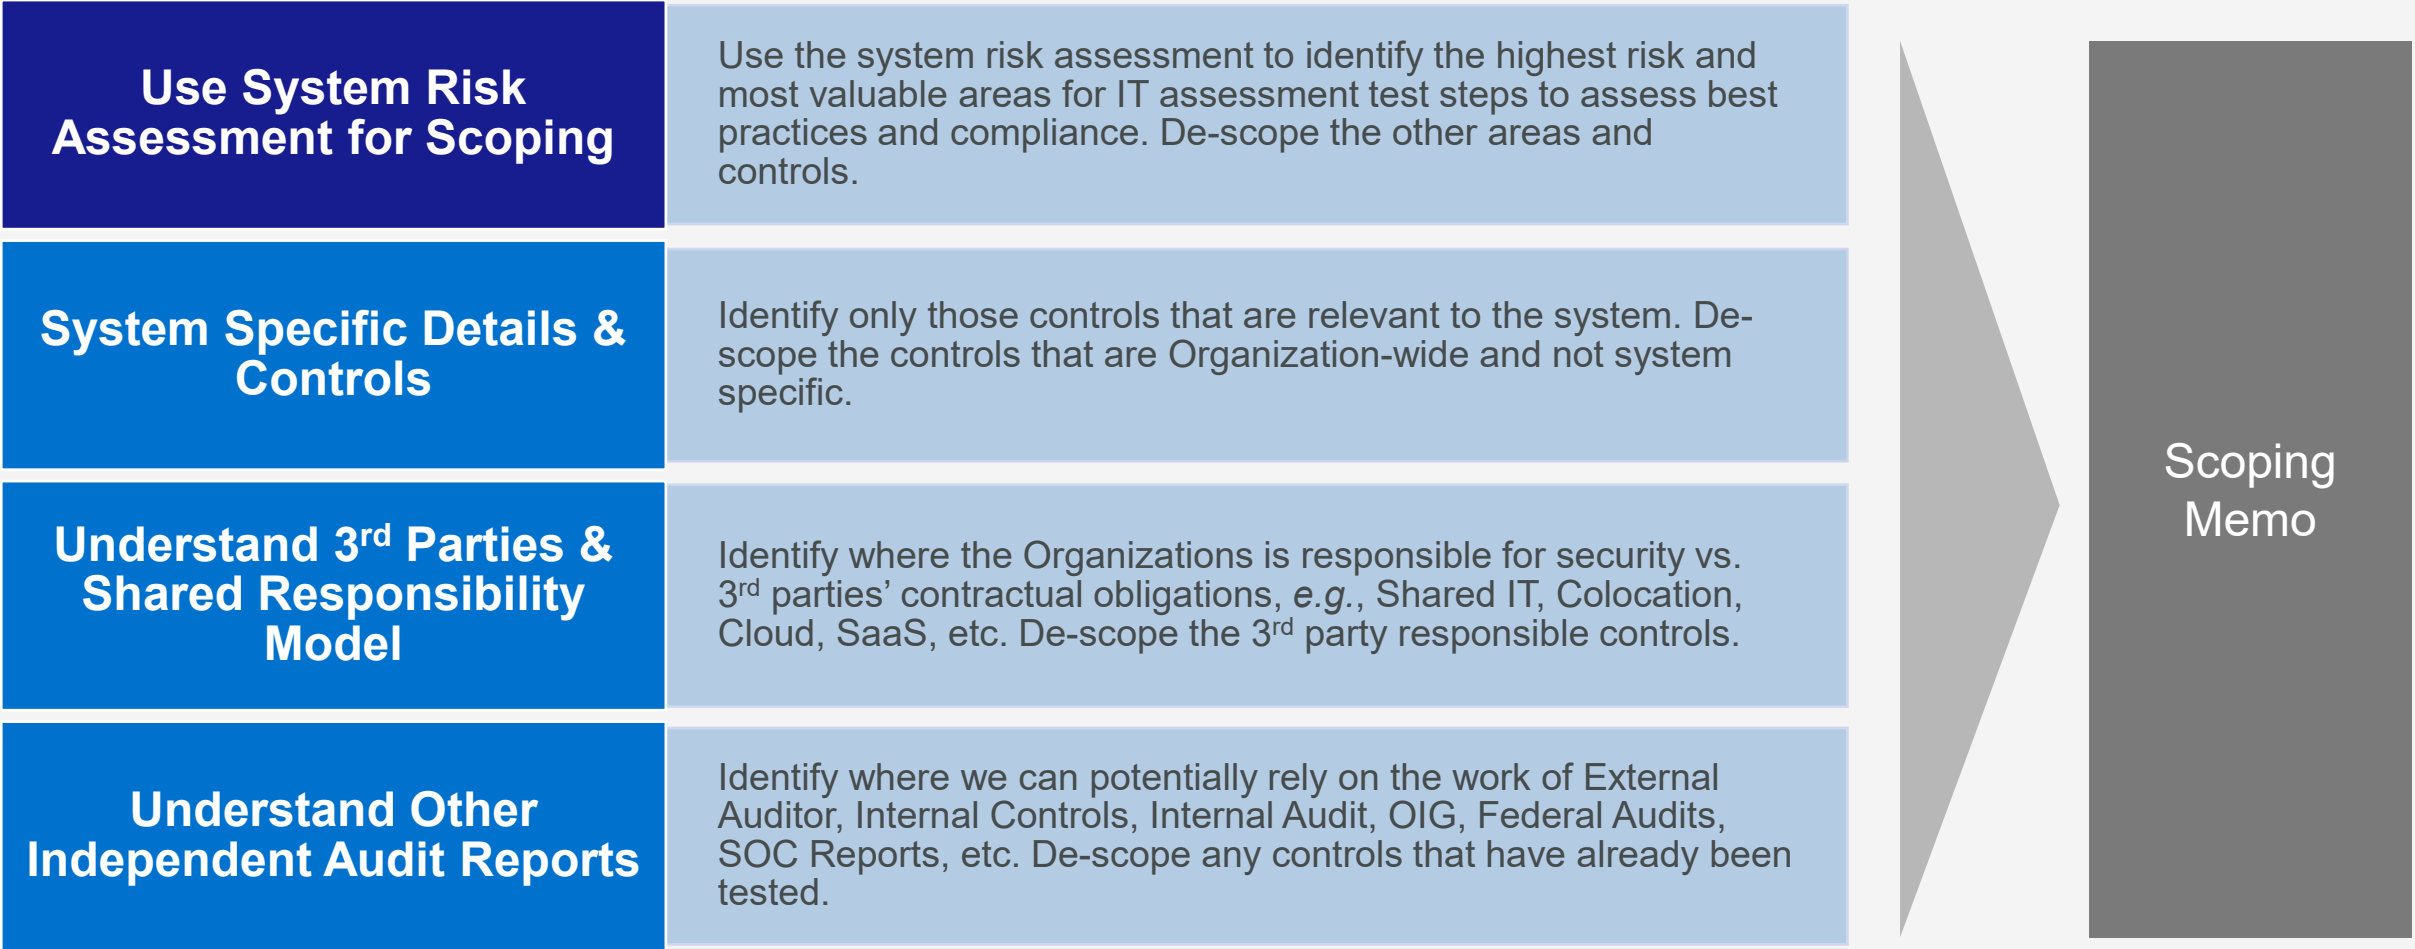 Use System Risk
Assessment for Scoping
Use the system risk assessment to identify the highest risk and
most valuable areas for IT assessment test steps to assess best
practices and compliance. De-scope the other areas and
controls.
System Specific Details &
Controls
Identify only those controls that are relevant to the system. De-
scope the controls that are Organization-wide and not system
specific.
Understand 3rd Parties &
Shared Responsibility
Model
Identify where the Organizations is responsible for security vs.
3rd parties’ contractual obligations, e.g., Shared IT, Colocation,
Cloud, SaaS, etc. De-scope the 3rd party responsible controls.
Understand Other
Independent Audit Reports
Identify where we can potentially rely on the work of External
Auditor, Internal Controls, Internal Audit, OIG, Federal Audits,
SOC Reports, etc. De-scope any controls that have already been
tested.
Scoping
Memo